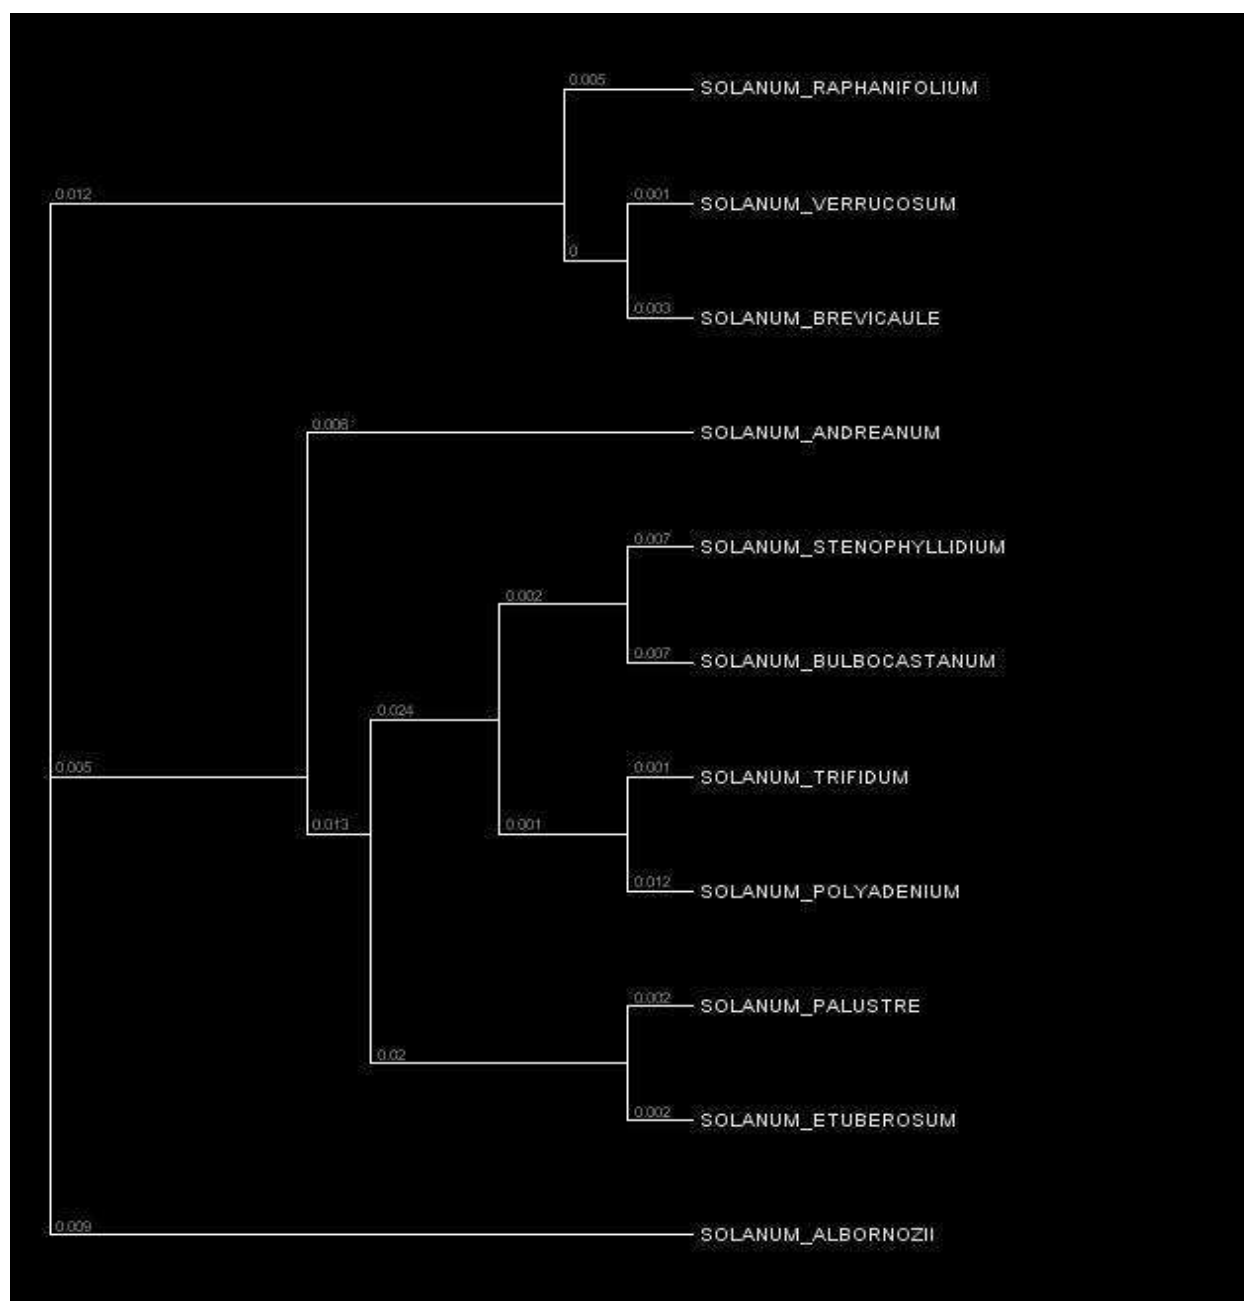 0.005
SOLANUM_RAPHANIFOLIUM
0.012
0.001
SOLANUM_VERRUCOSUM
0
0.003
SOLANUM_BREVICAULE
0.006
SOLANUM_ANDREANUM
0.007
SOLANUM_STENOPHYLLIDIUM
0.002
0.007
SOLANUM_BULBOCASTANUM
0.024
0.005
0.001
SOLANUM_TRIFIDUM
0.013
0.001
0.012
SOLANUM_POLYADENIUM
0.002
SOLANUM_PALUSTRE
0.02
0.002
SOLANUM_ETUBEROSUM
0.009
SOLANUM_ALBORNOZII